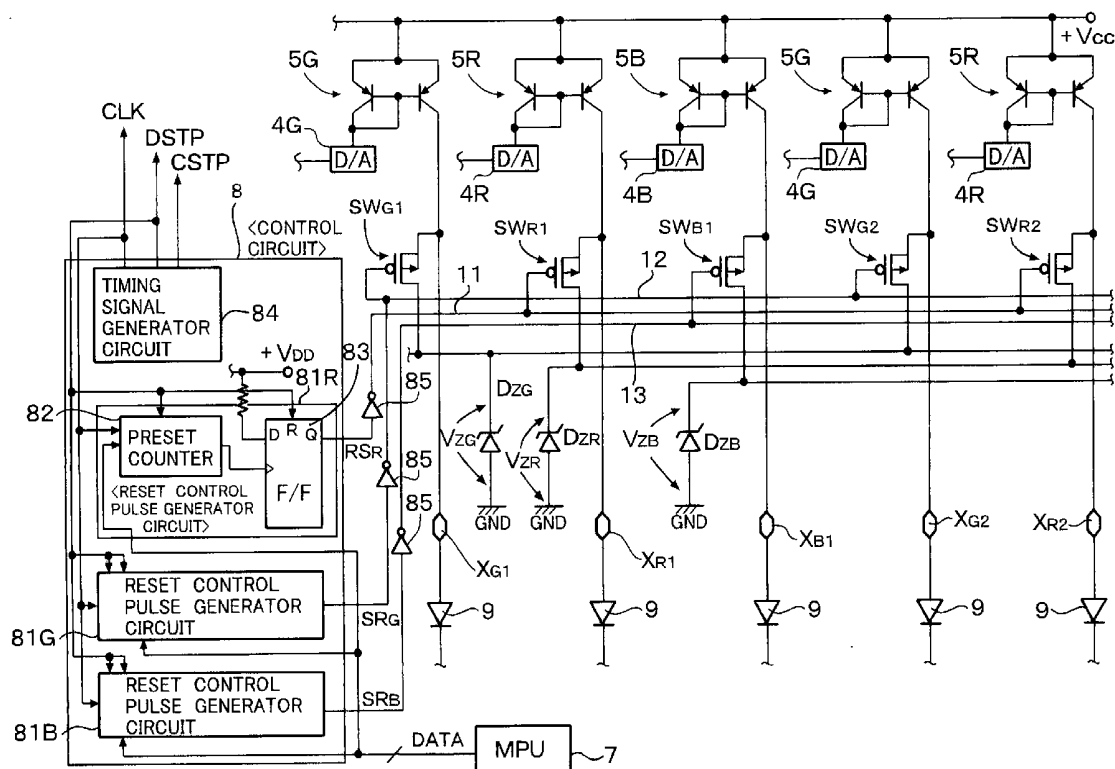 +VCC
5G
5R
5B
5G
5R
CLK
DSTP
CSTP
4G
D/A
4R
D/A
4B
D/A
4G
D/A
4R
D/A
8
<CONTROL
CIRCUIT>
SWG1
SWR1
SWB1
SWG2
SWR2
11
12
TIMING
SIGNAL
GENERATOR
CIRCUIT
84
+VDD
83
81R
85
13
82
PRESET
COUNTER
D
R
Q
RSR
F/F
<RESET CONTROL
PULSE GENERATOR
CIRCUIT>
85
85
DZG
VZG
VZR
DZR
VZB
DZB
GND
GND
GND
XG1
XR1
XB1
XG2
XR2
RESET CONTROL
PULSE GENERATOR
CIRCUIT
81G
SRG
9
9
9
9
9
RESET CONTROL
PULSE GENERATOR
CIRCUIT
81B
SRB
DATA
MPU
7